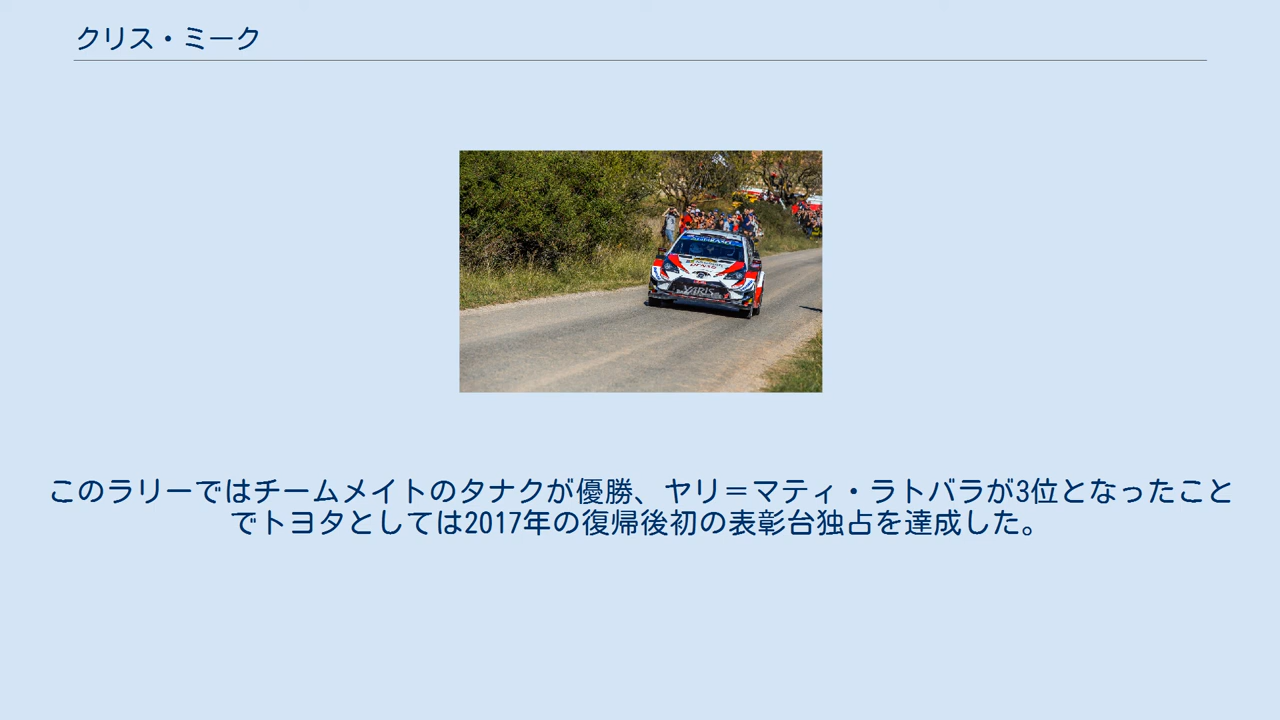 クリス・ミーク
YARIS
このラリーではチームメイトのタナクが優勝、ヤリ＝マティ・ラトバラが3位となったこと
でトヨタとしては2017年の復帰後初の表彰台独占を達成した。